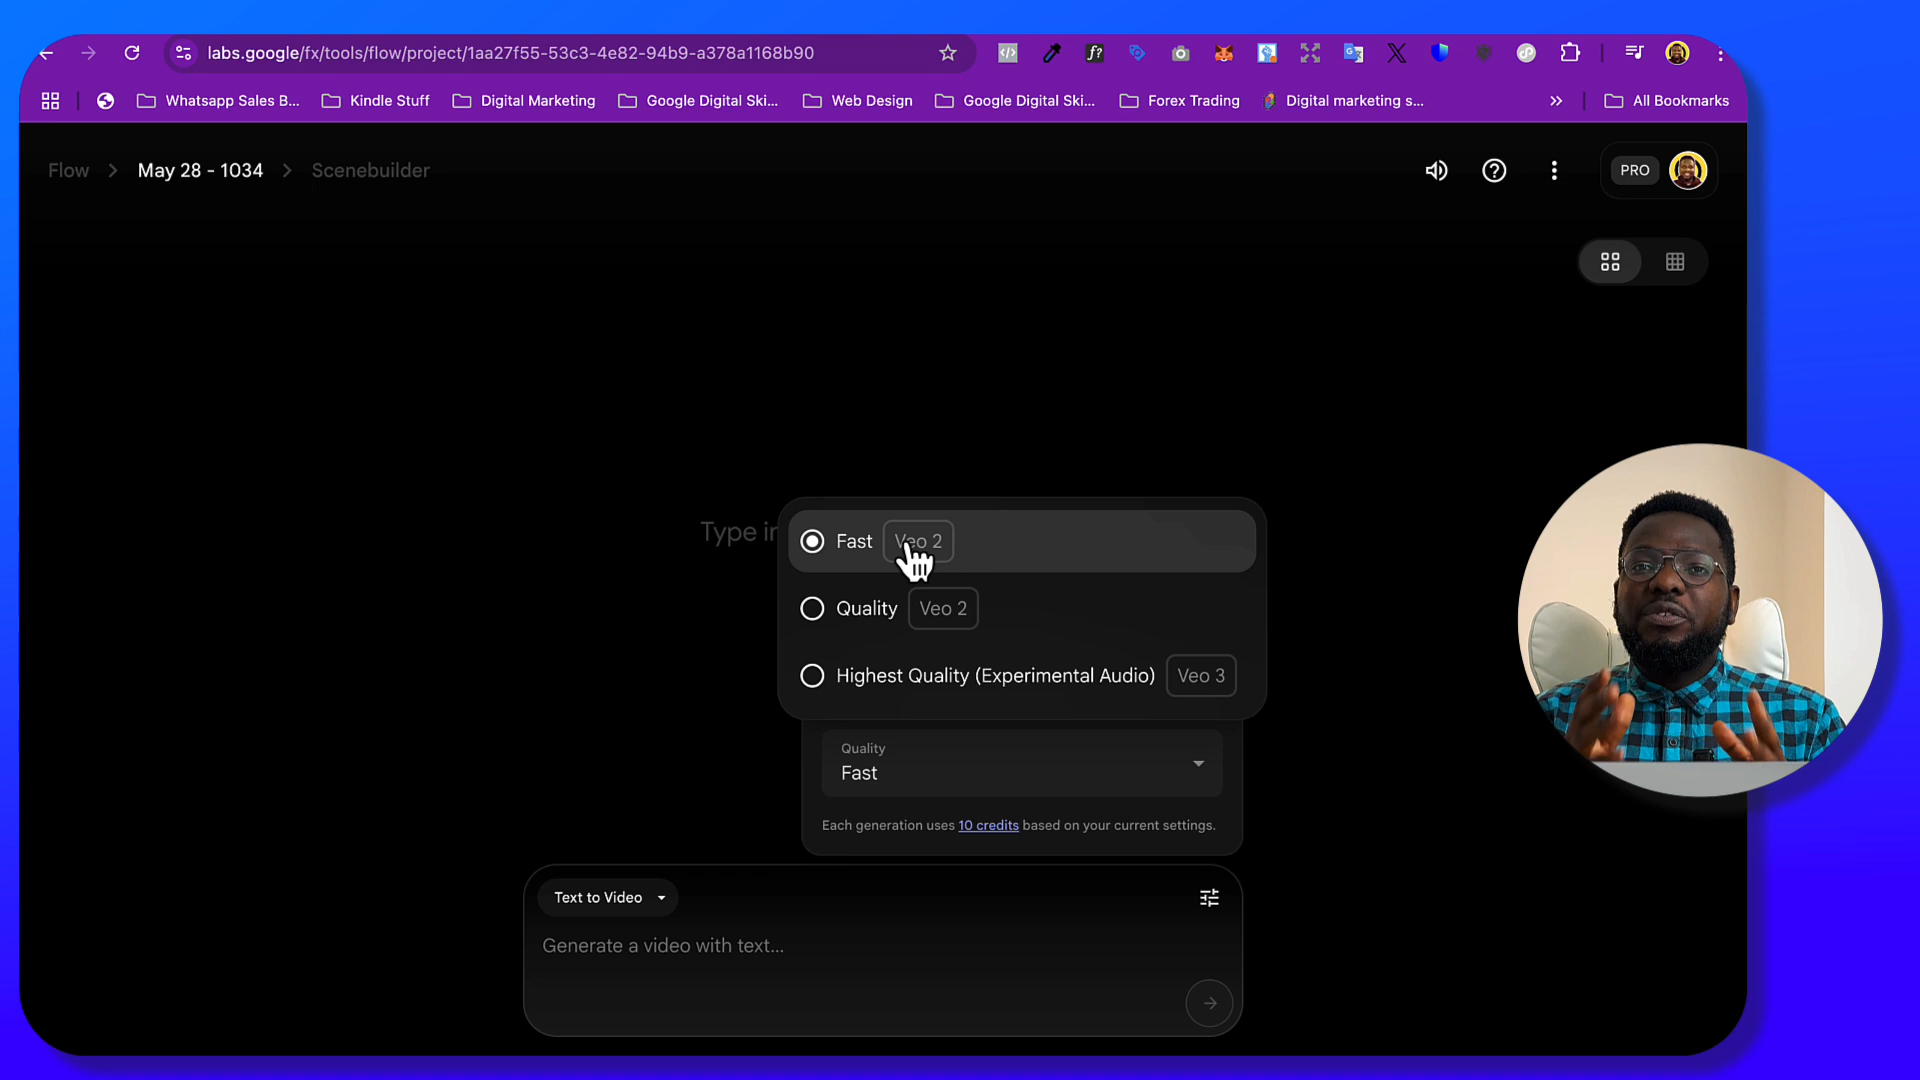 labs.google/fx/tools/flow/project/1aa27f55-53c3-4e82-94b9-a378a1168b90
f?
Whatsapp Sales B...
Kindle Stuff
Digital Marketing
Google Digital Ski...
Web Design
Google Digital Ski...
Forex Trading
Digital marketing s...
All Bookmarks
Flow
May 28 - 1034
Scenebuilder
PRO
Type in
Fast Veo 2
Quality Veo 2
Highest Quality (Experimental Audio) Veo 3
Quality
Fast
Each generation uses 10 credits based on your current settings.
Text to Video
Generate a video with text...